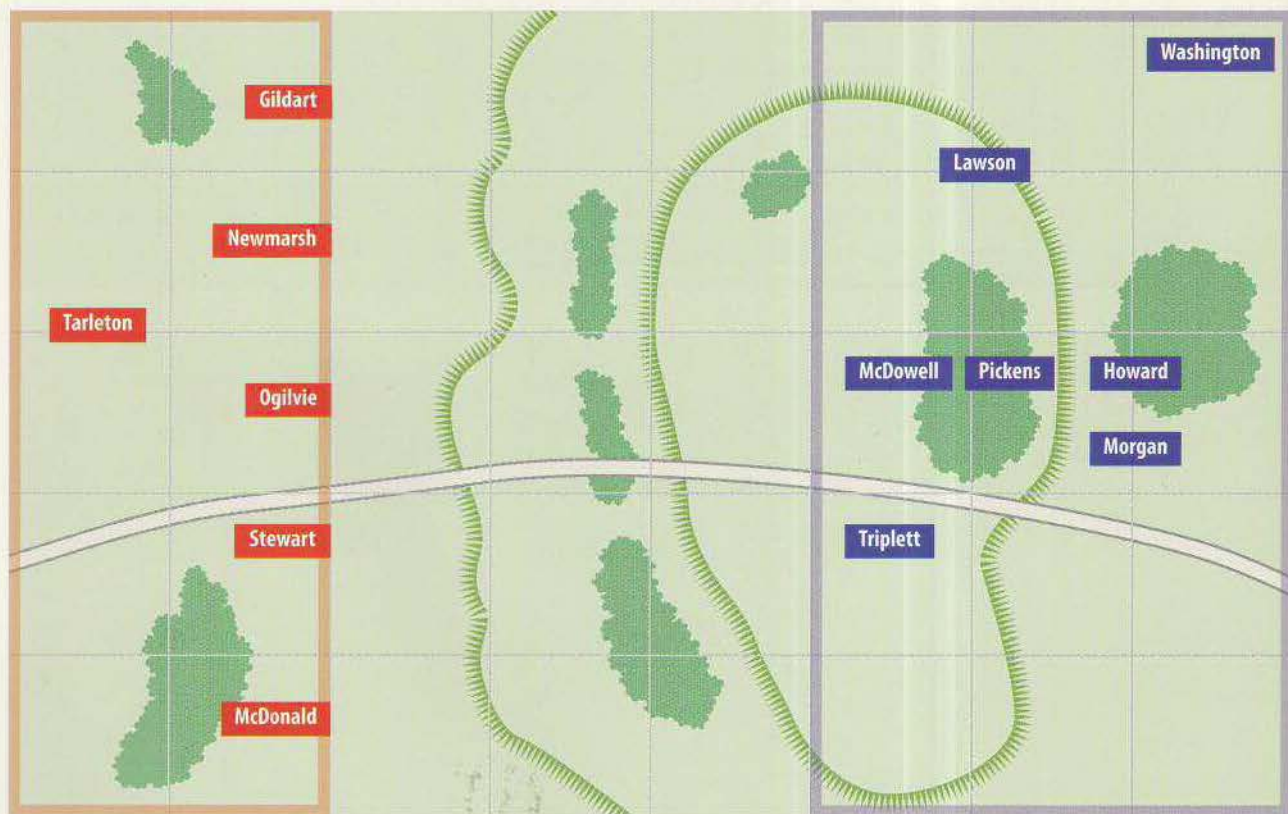 Washington
Gildart
Lawson
Newmarsh
Tarleton
McDowell
Pickens
Howard
Ogilvie
Morgan
Stewart
Triplett
McDonald